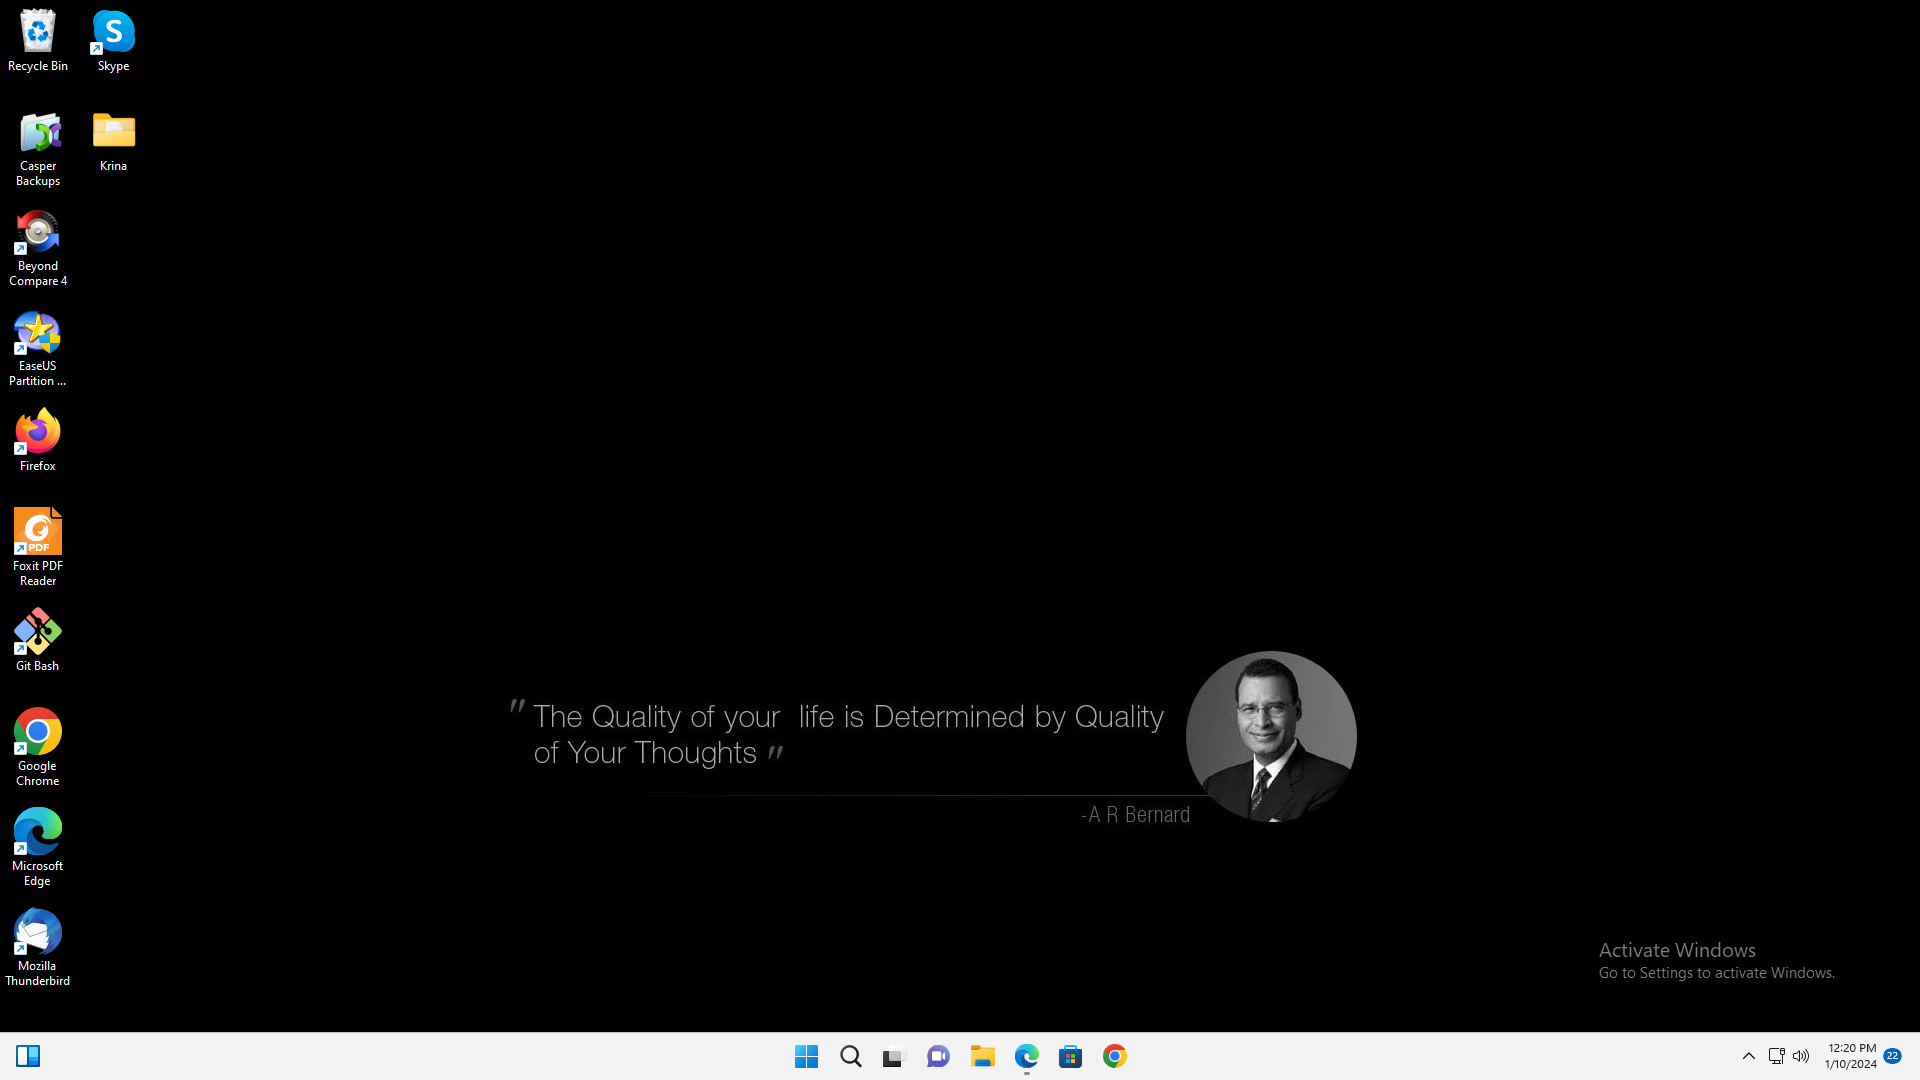 Recycle Bin
Skype
Casper
Backups
Krina
Beyond
Compare 4
EaseUS
Partition ...
Firefox
PDF
Foxit PDF
Reader
Git Bash
Google
Chrome
Microsoft
Edge
Mozilla
Thunderbird
" The Quality of your life is Determined by Quality
of Your Thoughts "
-A R Bernard
Activate Windows
Go to Settings to activate Windows.
12:20 PM
1/10/2024
22